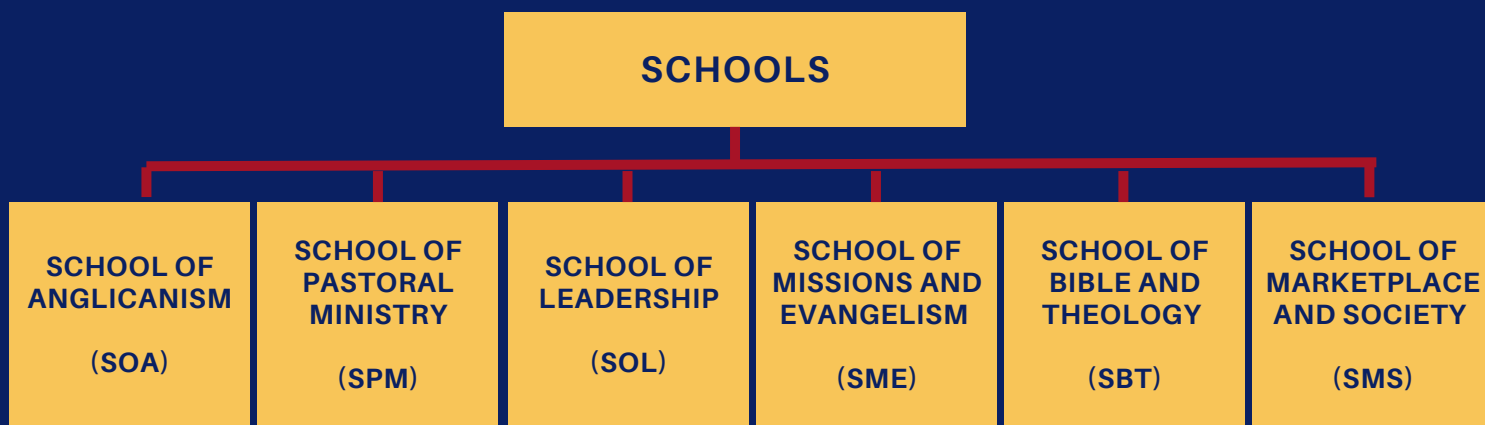 SCHOOLS
SCHOOL OF
ANGLICANISM
(SOA)
SCHOOL OF
PASTORAL
MINISTRY
(SPM)
SCHOOL OF
LEADERSHIP
(SOL)
SCHOOL OF
MISSIONS AND
EVANGELISM
(SME)
SCHOOL OF
BIBLE AND
THEOLOGY
(SBT)
SCHOOL OF
MARKETPLACE
AND SOCIETY
(SMS)